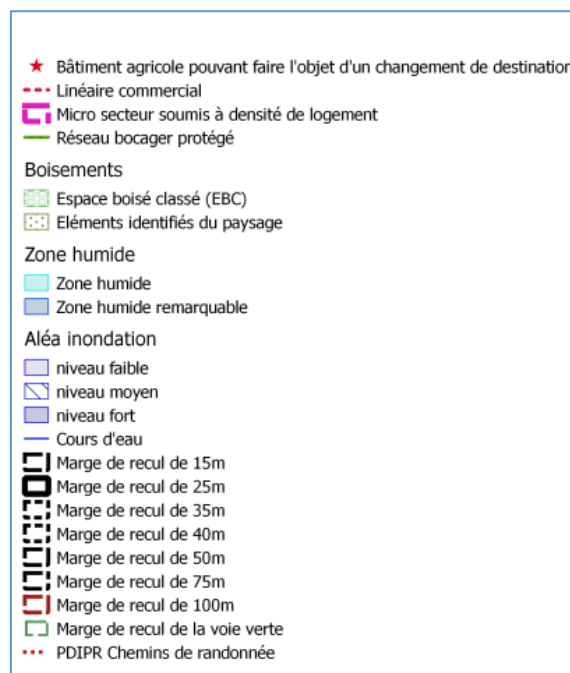 Bâtiment agricole pouvant faire l'objet d'un changement de destination
Linéaire commercial
Micro secteur soumis à densité de logement
Réseau bocager protégé
Boisements
Espace boisé classé (EBC)
Eléments identifiés du paysage
Zone humide
Zone humide
Zone humide remarquable
Aléa inondation
niveau faible
niveau moyen
niveau fort
Cours d'eau
Marge de recul de 15m
Marge de recul de 25m
Marge de recul de 35m
Marge de recul de 40m
Marge de recul de 50m
Marge de recul de 75m
Marge de recul de 100m
Marge de recul de la voie verte
PDIPR Chemins de randonnée